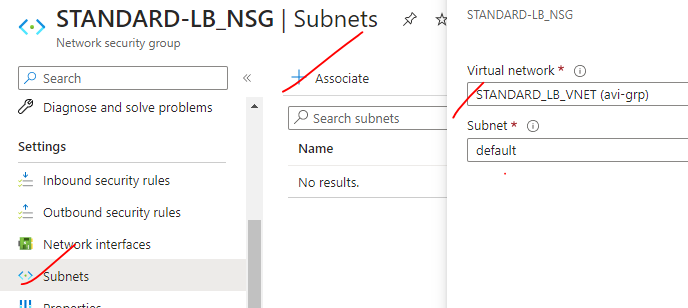 STANDARD-LB_NSG | Subnets
Network security group
Search
Diagnose and solve problems
Settings
Inbound security rules
Outbound security rules
Network interfaces
Subnets
Properties
Associate
Search subnets
Name
No results.
STANDARD-LB_NSG
Virtual network *
STANDARD_LB_VNET (avi-grp)
Subnet *
default